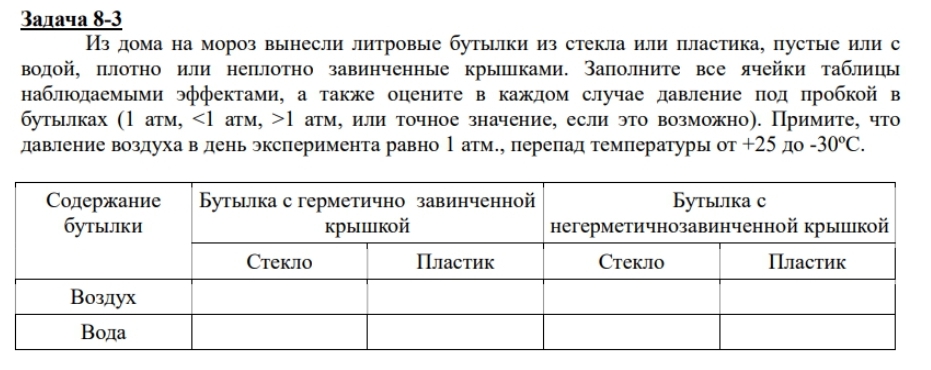 Задача 8-3
Из дома на мороз вынесли литровые бутылки из стекла или пластика, пустые или с
водой, плотно или неплотно завинченные крышками. Заполните все ячейки таблицы
наблюдаемыми эффектами, а также оцените в каждом случае давление под пробкой в
бутылках (1 атм, <1 атм, >1 атм, или точное значение, если это возможно). Примите, что
давление воздуха в день эксперимента равно 1 атм., перепад температуры от +25 до -30ºС.
Содержание
бутылки
Бутылка с герметично завинченной
крышкой
Бутылка с
негерметичнозавинченной крышкой
Стекло
Пластик
Стекло
Пластик
Воздух
Вода